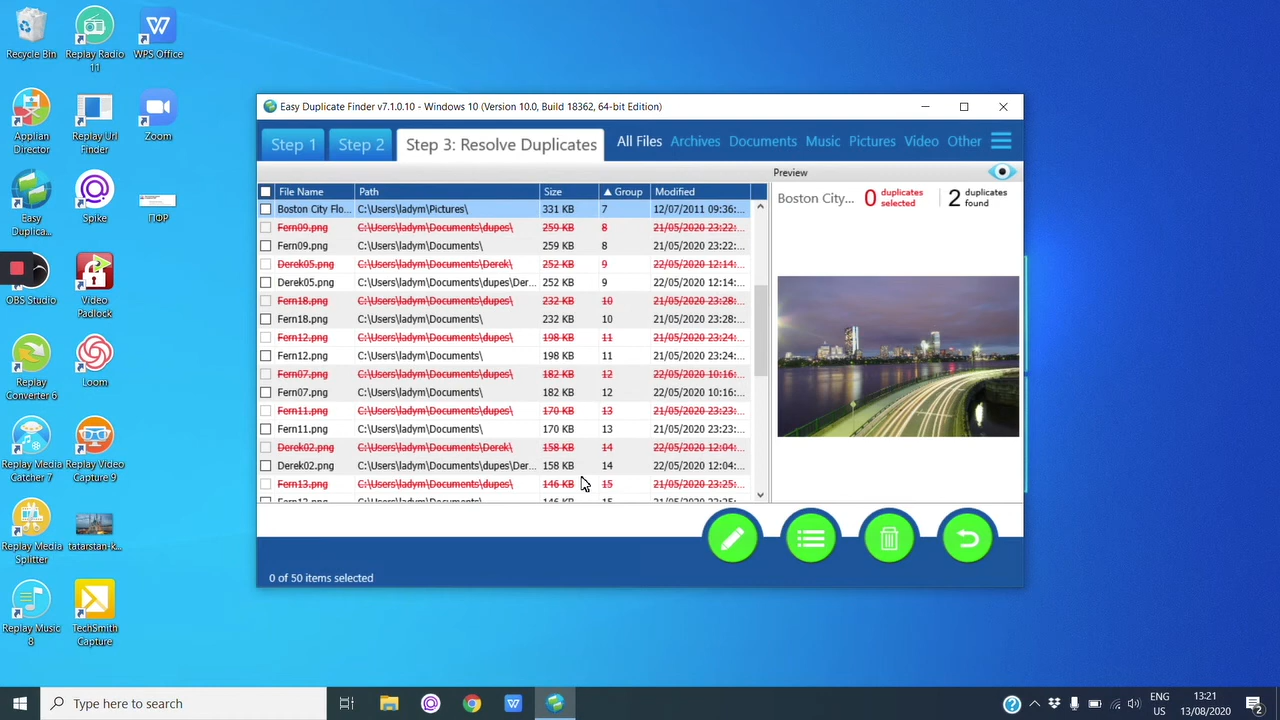 Recycle Bin
Replay Radio
11
WPS Office
Applian
Director
Replay Url
Finder
Zoom
Easy
Duplica...
Spike
ПФР
OBS Studio
Video
Padlock
Replay
Converter 6
Loom
Replay Media
Catcher 7
Replay Video
Capture 9
Replay Media
Splitter
tatarstan-k...
Replay Music
8
TechSmith
Capture
Easy Duplicate Finder v7.1.0.10 - Windows 10 (Version 10.0, Build 18362, 64-bit Edition)
Step 1 Step 2 Step 3: Resolve Duplicates All Files Archives Documents Music Pictures Video Other
File Name Path Size Group Modified
Boston City Flo... C:\Users\ladym\Pictures\ 331 KB 7 12/07/2011 09:36:...
Fern09.png C:\Users\ladym\Documents\dupes\ 259 KB 8 21/05/2020 23:22:...
Fern09.png C:\Users\ladym\Documents\ 259 KB 8 21/05/2020 23:22:...
Derek05.png C:\Users\ladym\Documents\Derek\ 252 KB 9 22/05/2020 12:14:...
Derek05.png C:\Users\ladym\Documents\dupes\Der... 252 KB 9 22/05/2020 12:14:...
Fern18.png C:\Users\ladym\Documents\dupes\ 232 KB 10 21/05/2020 23:28:...
Fern18.png C:\Users\ladym\Documents\ 232 KB 10 21/05/2020 23:28:...
Fern12.png C:\Users\ladym\Documents\dupes\ 198 KB 11 21/05/2020 23:24:...
Fern12.png C:\Users\ladym\Documents\ 198 KB 11 21/05/2020 23:24:...
Fern07.png C:\Users\ladym\Documents\dupes\ 182 KB 12 22/05/2020 10:16:...
Fern07.png C:\Users\ladym\Documents\ 182 KB 12 22/05/2020 10:16:...
Fern11.png C:\Users\ladym\Documents\dupes\ 170 KB 13 21/05/2020 23:23:...
Fern11.png C:\Users\ladym\Documents\ 170 KB 13 21/05/2020 23:23:...
Derek02.png C:\Users\ladym\Documents\Derek\ 158 KB 14 22/05/2020 12:04:...
Derek02.png C:\Users\ladym\Documents\dupes\Der... 158 KB 14 22/05/2020 12:04:...
Fern13.png C:\Users\ladym\Documents\dupes\ 146 KB 15 21/05/2020 23:25:...
Preview
Boston City... 0 duplicates selected 2 duplicates found
0 of 50 items selected
Type here to search
ENG
US
13:21
13/08/2020
2